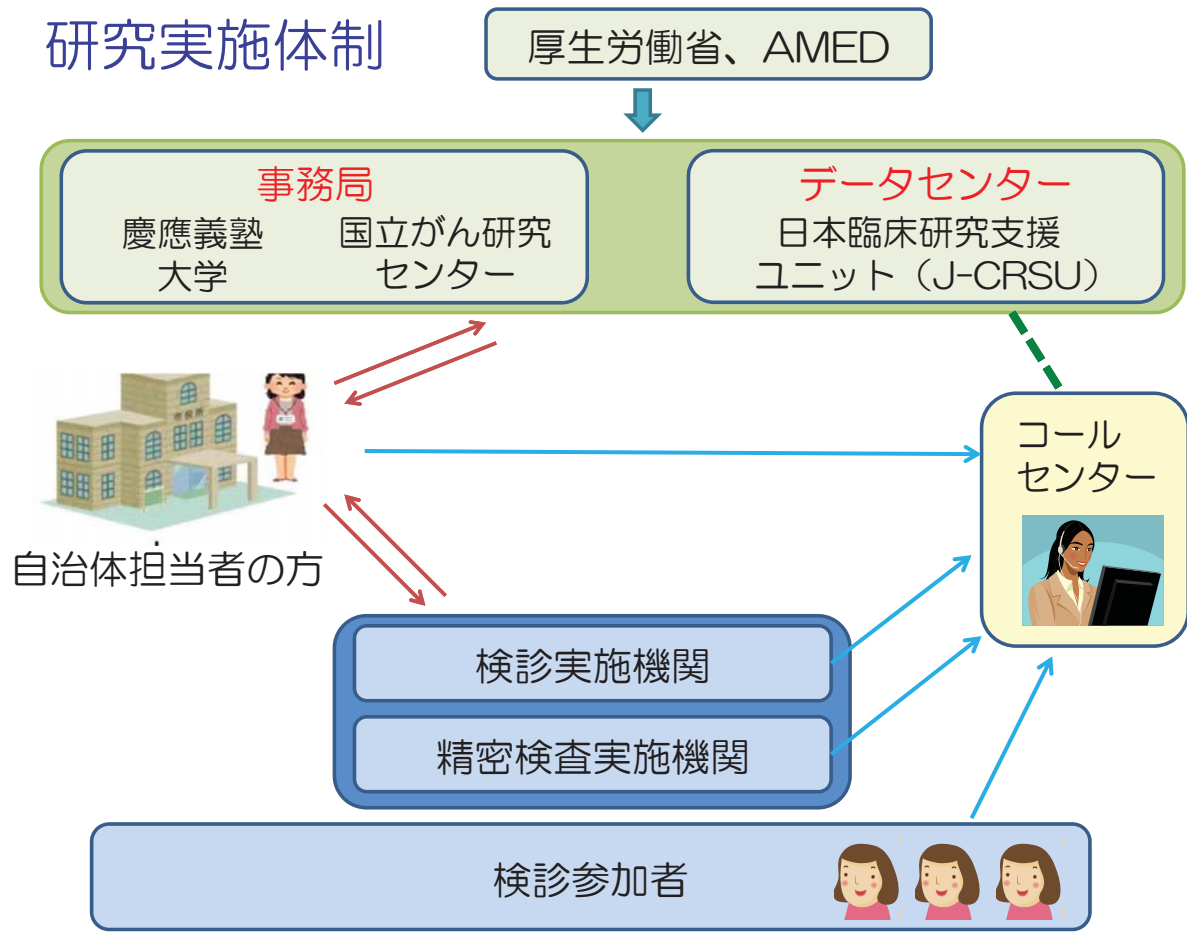 研究実施体制
厚生労働省、AMED
事務局
慶應義塾
大学
国立がん研究
センター
データセンター
日本臨床研究支援
ユニット（J-CRSU）
市役所
自治体担当者の方
コール
センター
検診実施機関
精密検査実施機関
検診参加者